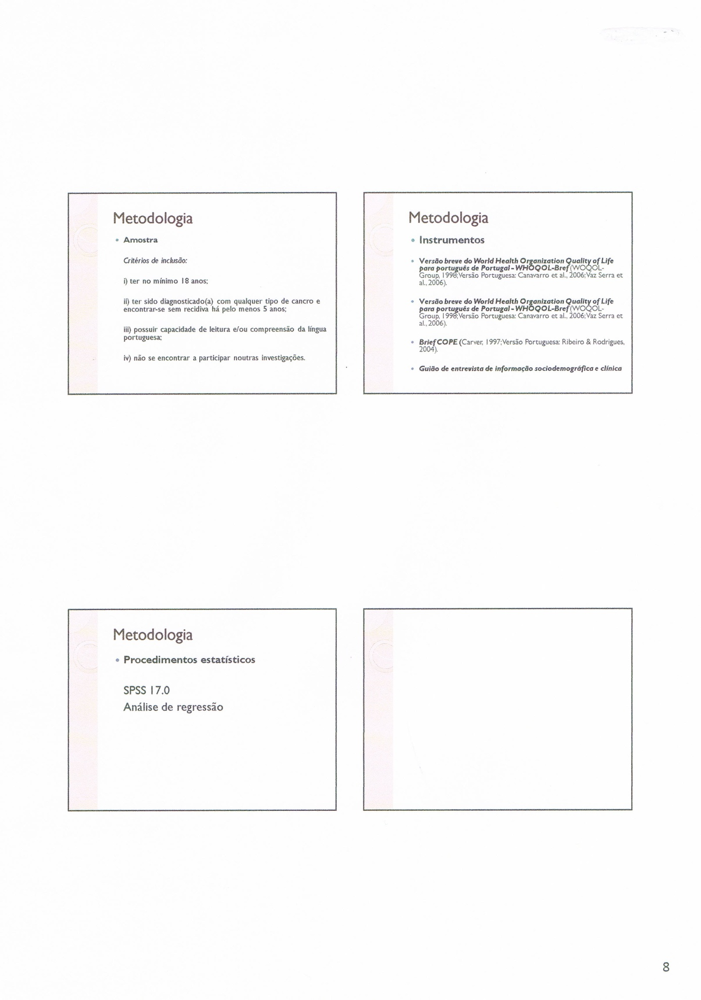 Metodologia
• Amostra
Critérios de inclusão:
i) ter no mínimo 18 anos;
ii) ter sido diagnosticado(a) com qualquer tipo de cancro e
encontrar-se sem recidiva há pelo menos 5 anos;
iii) possuir capacidade de leitura e/ou compreensão da língua
portuguesa;
iv) não se encontrar a participar noutras investigações.
Metodologia
• Instrumentos
• Versão breve do World Health Organization Quality of Life
para português de Portugal - WHOQOL-Bref (WOQOL-
Group, 1998; Versão Portuguesa: Canavarro et al., 2006; Vaz Serra et
al., 2006).
• Versão breve do World Health Organization Quality of Life
para português de Portugal - WHOQOL-Bref (WOQOL-
Group, 1998; Versão Portuguesa: Canavarro et al., 2006; Vaz Serra et
al., 2006).
• Brief COPE (Carver, 1997; Versão Portuguesa: Ribeiro & Rodrigues,
2004).
• Guião de entrevista de informação sociodemográfica e clínica
Metodologia
• Procedimentos estatísticos
SPSS 17.0
Análise de regressão
8